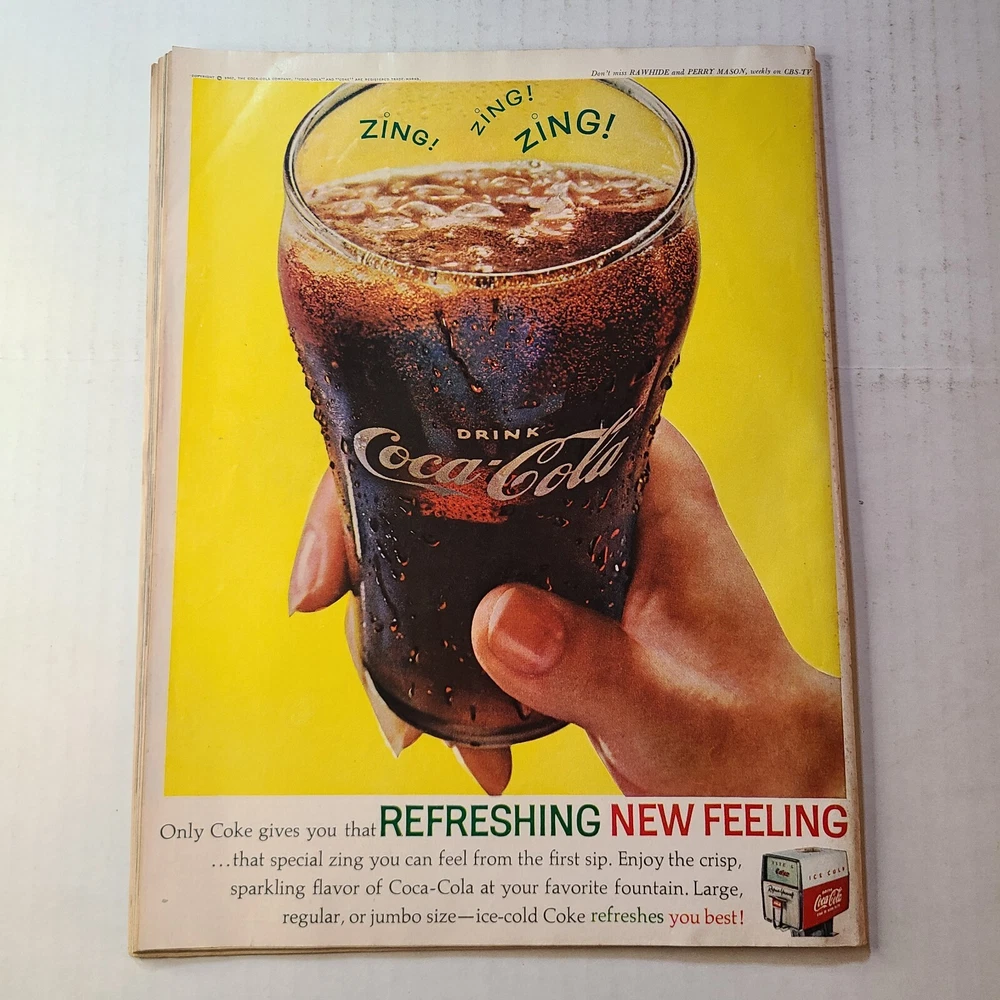 Don't miss RAWHIDE and PERRY MASON, weekly on CBS-TV
ZING! ZING! ZING!
DRINK
Coca-Cola
Only Coke gives you that REFRESHING NEW FEELING
...that special zing you can feel from the first sip. Enjoy the crisp,
sparkling flavor of Coca-Cola at your favorite fountain. Large,
regular, or jumbo size—ice-cold Coke refreshes you best!
ICE COLD
Coca-Cola